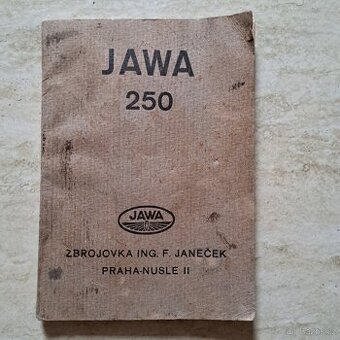 JAWA
250
JAWA
ZBROJOVKA ING. F. JANEČEK
PRAHA-NUSLE II